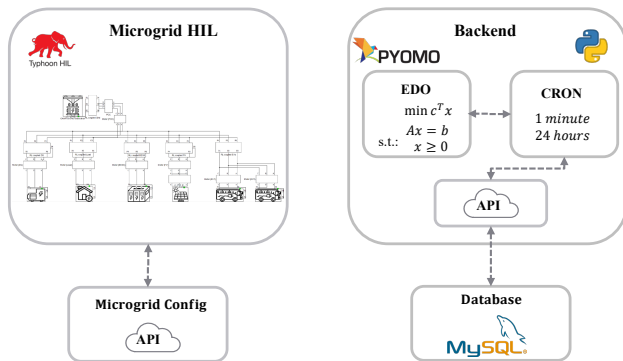 Microgrid HIL
Typhoon HIL
Microgrid Config
API
Backend
PYOMO
EDO
min cᵀx
Ax = b
s.t.:
x ≥ 0
CRON
1 minute
24 hours
API
Database
MySQL®